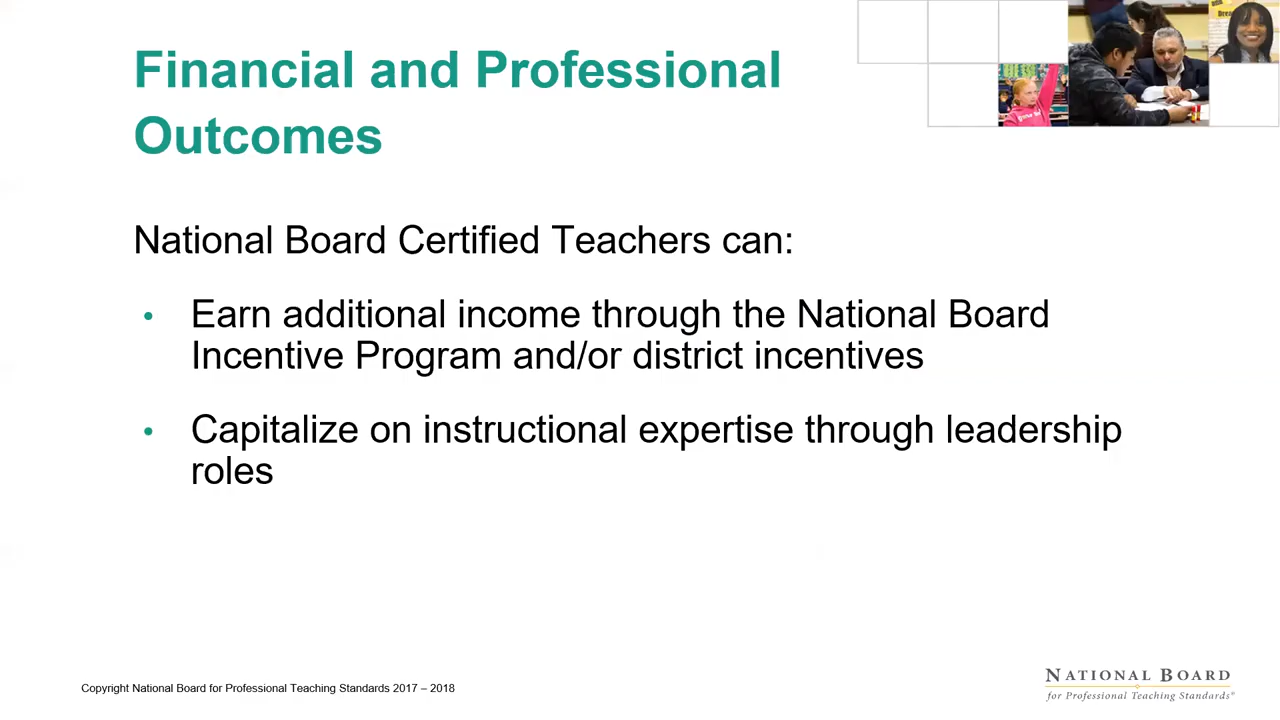 Financial and Professional
Outcomes
National Board Certified Teachers can:
• Earn additional income through the National Board
Incentive Program and/or district incentives
• Capitalize on instructional expertise through leadership
roles
Copyright National Board for Professional Teaching Standards 2017 – 2018
NATIONAL BOARD
for Professional Teaching Standards®